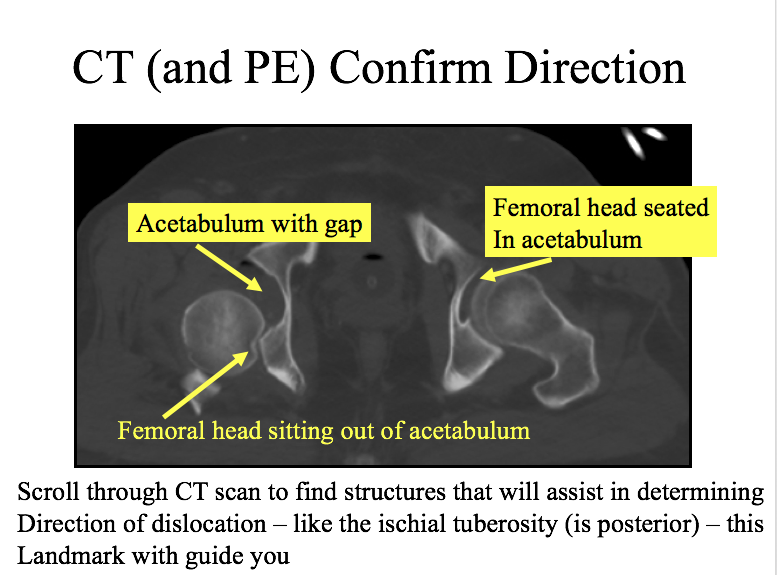 CT (and PE) Confirm Direction
Acetabulum with gap
Femoral head seated
In acetabulum
Femoral head sitting out of acetabulum
Scroll through CT scan to find structures that will assist in determining
Direction of dislocation – like the ischial tuberosity (is posterior) – this
Landmark with guide you